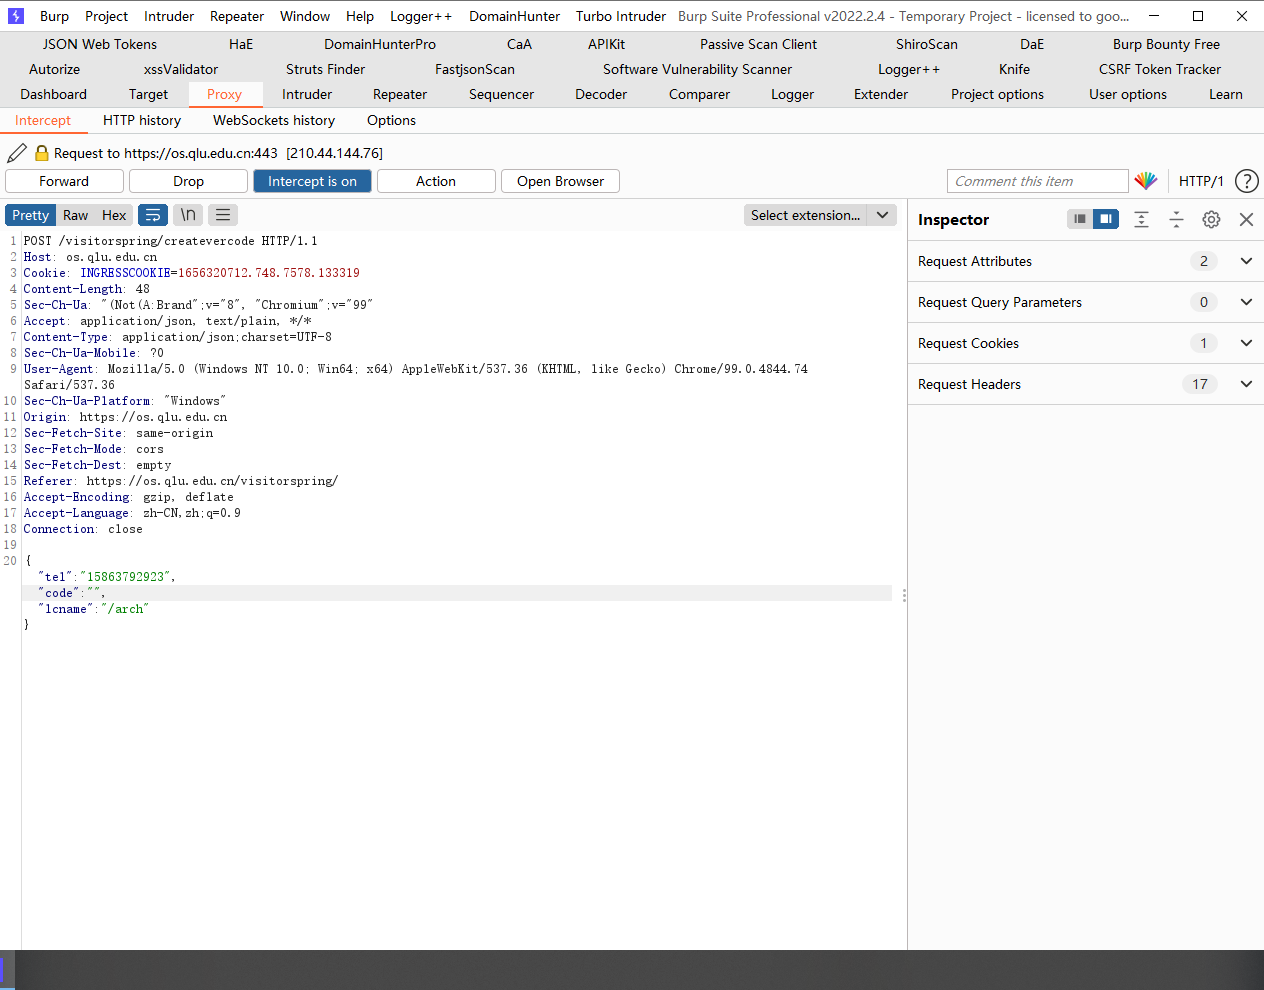 Burp Project Intruder Repeater Window Help Logger++ DomainHunter Turbo Intruder Burp Suite Professional v2022.2.4 - Temporary Project - licensed to goo...
JSON Web Tokens HaE DomainHunterPro CaA APIKit Passive Scan Client ShiroScan DaE Burp Bounty Free
Autorize xssValidator Struts Finder FastjsonScan Software Vulnerability Scanner Logger++ Knife CSRF Token Tracker
Dashboard Target Proxy Intruder Repeater Sequencer Decoder Comparer Logger Extender Project options User options Learn
Intercept HTTP history WebSockets history Options
Request to https://os.qlu.edu.cn:443 [210.44.144.76]
Forward Drop Intercept is on Action Open Browser Comment this item HTTP/1 ?
Pretty Raw Hex \n Select extension... Inspector
1 POST /visitorspring/createvercode HTTP/1.1
2 Host: os.qlu.edu.cn
3 Cookie: INGRESSCOOKIE=1656320712.748.7578.133319
4 Content-Length: 48
5 Sec-Ch-Ua: "(Not(A:Brand";v="8", "Chromium";v="99"
6 Accept: application/json, text/plain, */*
7 Content-Type: application/json;charset=UTF-8
8 Sec-Ch-Ua-Mobile: ?0
9 User-Agent: Mozilla/5.0 (Windows NT 10.0; Win64; x64) AppleWebKit/537.36 (KHTML, like Gecko) Chrome/99.0.4844.74
Safari/537.36
10 Sec-Ch-Ua-Platform: "Windows"
11 Origin: https://os.qlu.edu.cn
12 Sec-Fetch-Site: same-origin
13 Sec-Fetch-Mode: cors
14 Sec-Fetch-Dest: empty
15 Referer: https://os.qlu.edu.cn/visitorspring/
16 Accept-Encoding: gzip, deflate
17 Accept-Language: zh-CN,zh;q=0.9
18 Connection: close
19
20 {
"tel":"15863792923",
"code":"",
"lcname":"/arch"
}
Request Attributes 2
Request Query Parameters 0
Request Cookies 1
Request Headers 17